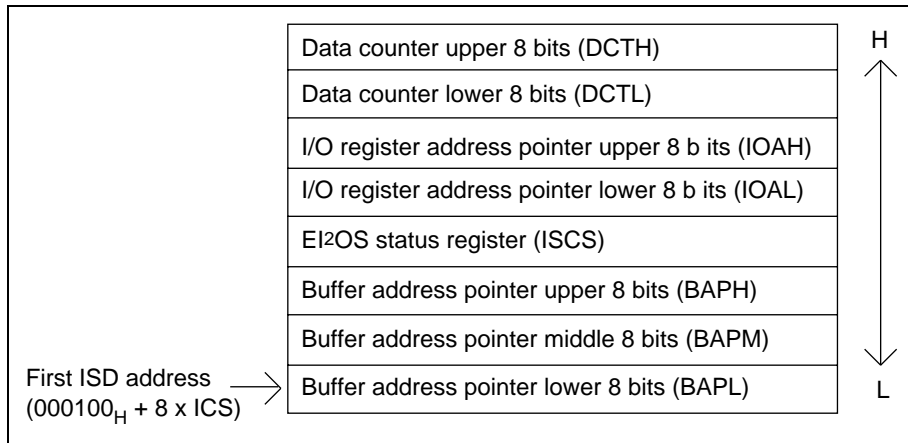 Data counter upper 8 bits (DCTH)
H
Data counter lower 8 bits (DCTL)
I/O register address pointer upper 8 b its (IOAH)
I/O register address pointer lower 8 b its (IOAL)
EI2OS status register (ISCS)
Buffer address pointer upper 8 bits (BAPH)
Buffer address pointer middle 8 bits (BAPM)
First ISD address
(000100H + 8 x ICS)
Buffer address pointer lower 8 bits (BAPL)
L